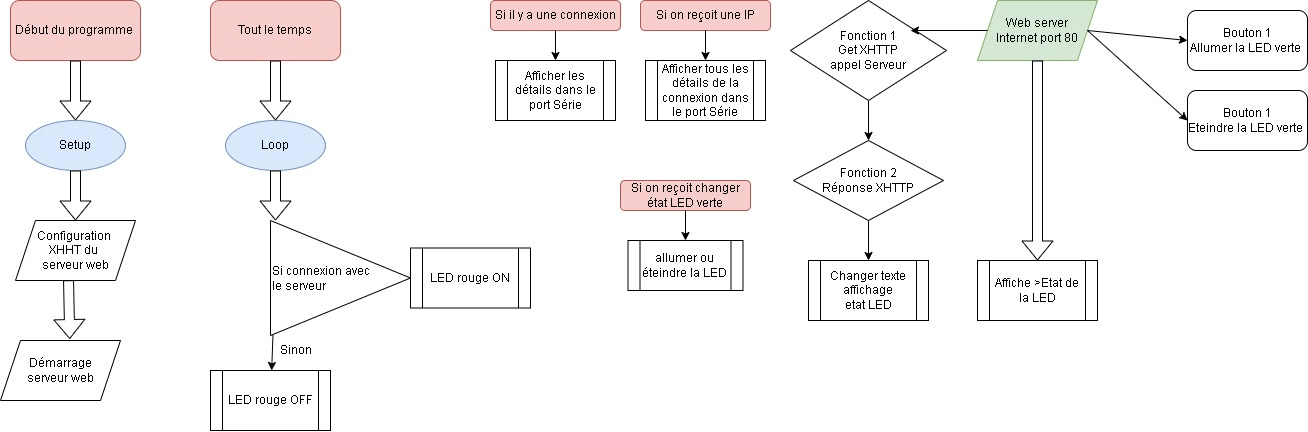 Début du programme
Setup
Configuration
XHHT du
serveur web
Démarrage
serveur web
Tout le temps
Loop
Si connexion avec
le serveur
LED rouge ON
Sinon
LED rouge OFF
Si il y a une connexion
Afficher les
détails dans le
port Série
Si on reçoit une IP
Afficher tous les
détails de la
connexion dans
le port Série
Si on reçoit changer
état LED verte
allumer ou
éteindre la LED
Fonction 1
Get XHTTP
appel Serveur
Fonction 2
Réponse XHTTP
Changer texte
affichage
etat LED
Web server
Internet port 80
Affiche >Etat de
la LED
Bouton 1
Allumer la LED verte
Bouton 1
Eteindre la LED verte